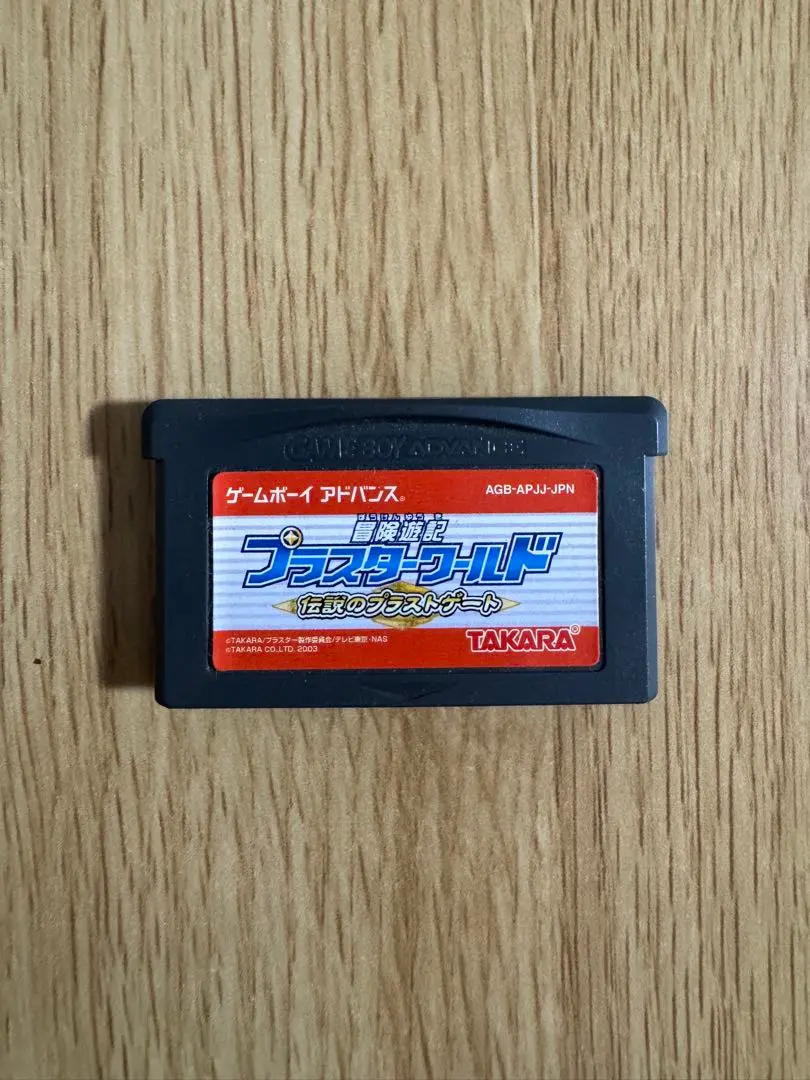 GAME BOY ADVANCE
ゲームボーイ アドバンス®
AGB-APJJ-JPN
ぼうけんゆうき
冒険遊記
プラスターワールド
伝説のプラストゲート
©TAKARA/プラスター製作委員会/テレビ東京・NAS
©TAKARA CO.,LTD. 2003
TAKARA®